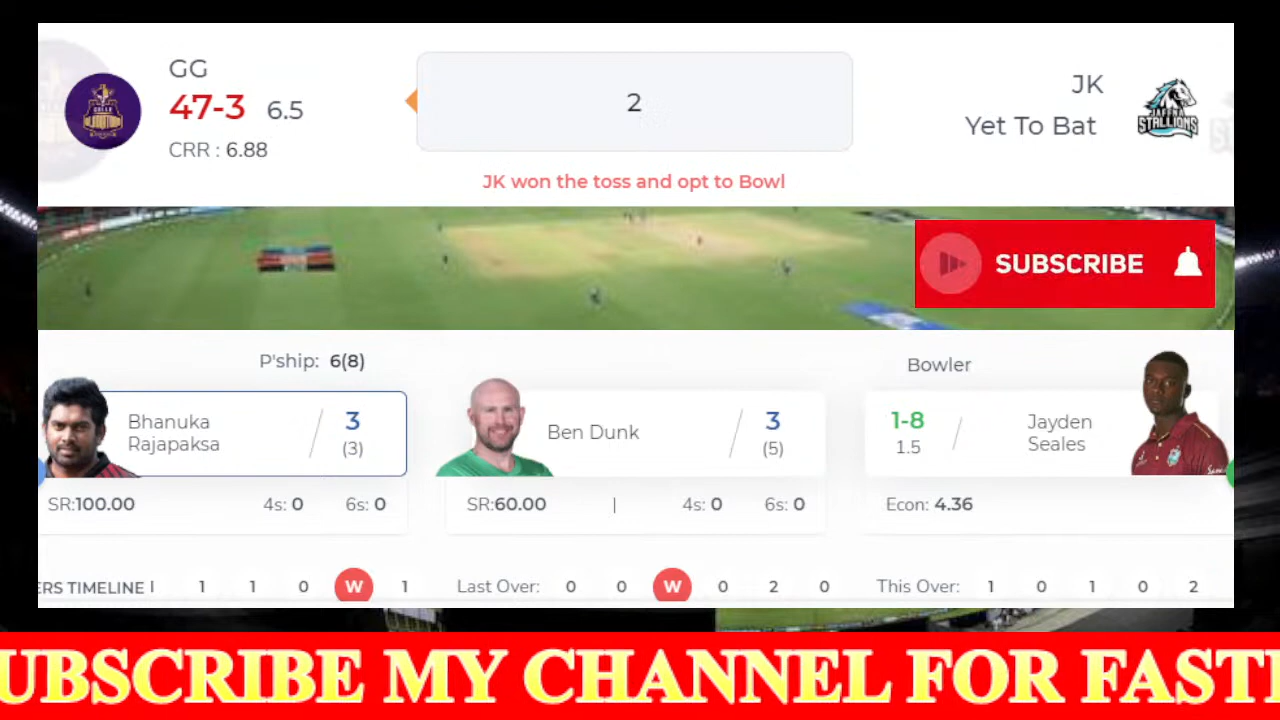 GG
47-3 6.5
CRR : 6.88
2
JK
Yet To Bat
JAFFNA
STALLIONS
JK won the toss and opt to Bowl
SUBSCRIBE
P'ship: 6(8)
Bowler
Bhanuka
Rajapaksa
3
(3)
Ben Dunk
3
(5)
1-8
1.5
Jayden
Seales
SR:100.00 4s: 0 6s: 0
SR:60.00 | 4s: 0 6s: 0
Econ: 4.36
ERS TIMELINE 1 1 0 W 1 Last Over: 0 0 W 0 2 0 This Over: 1 0 1 0 2
UBSCRIBE MY CHANNEL FOR FAST